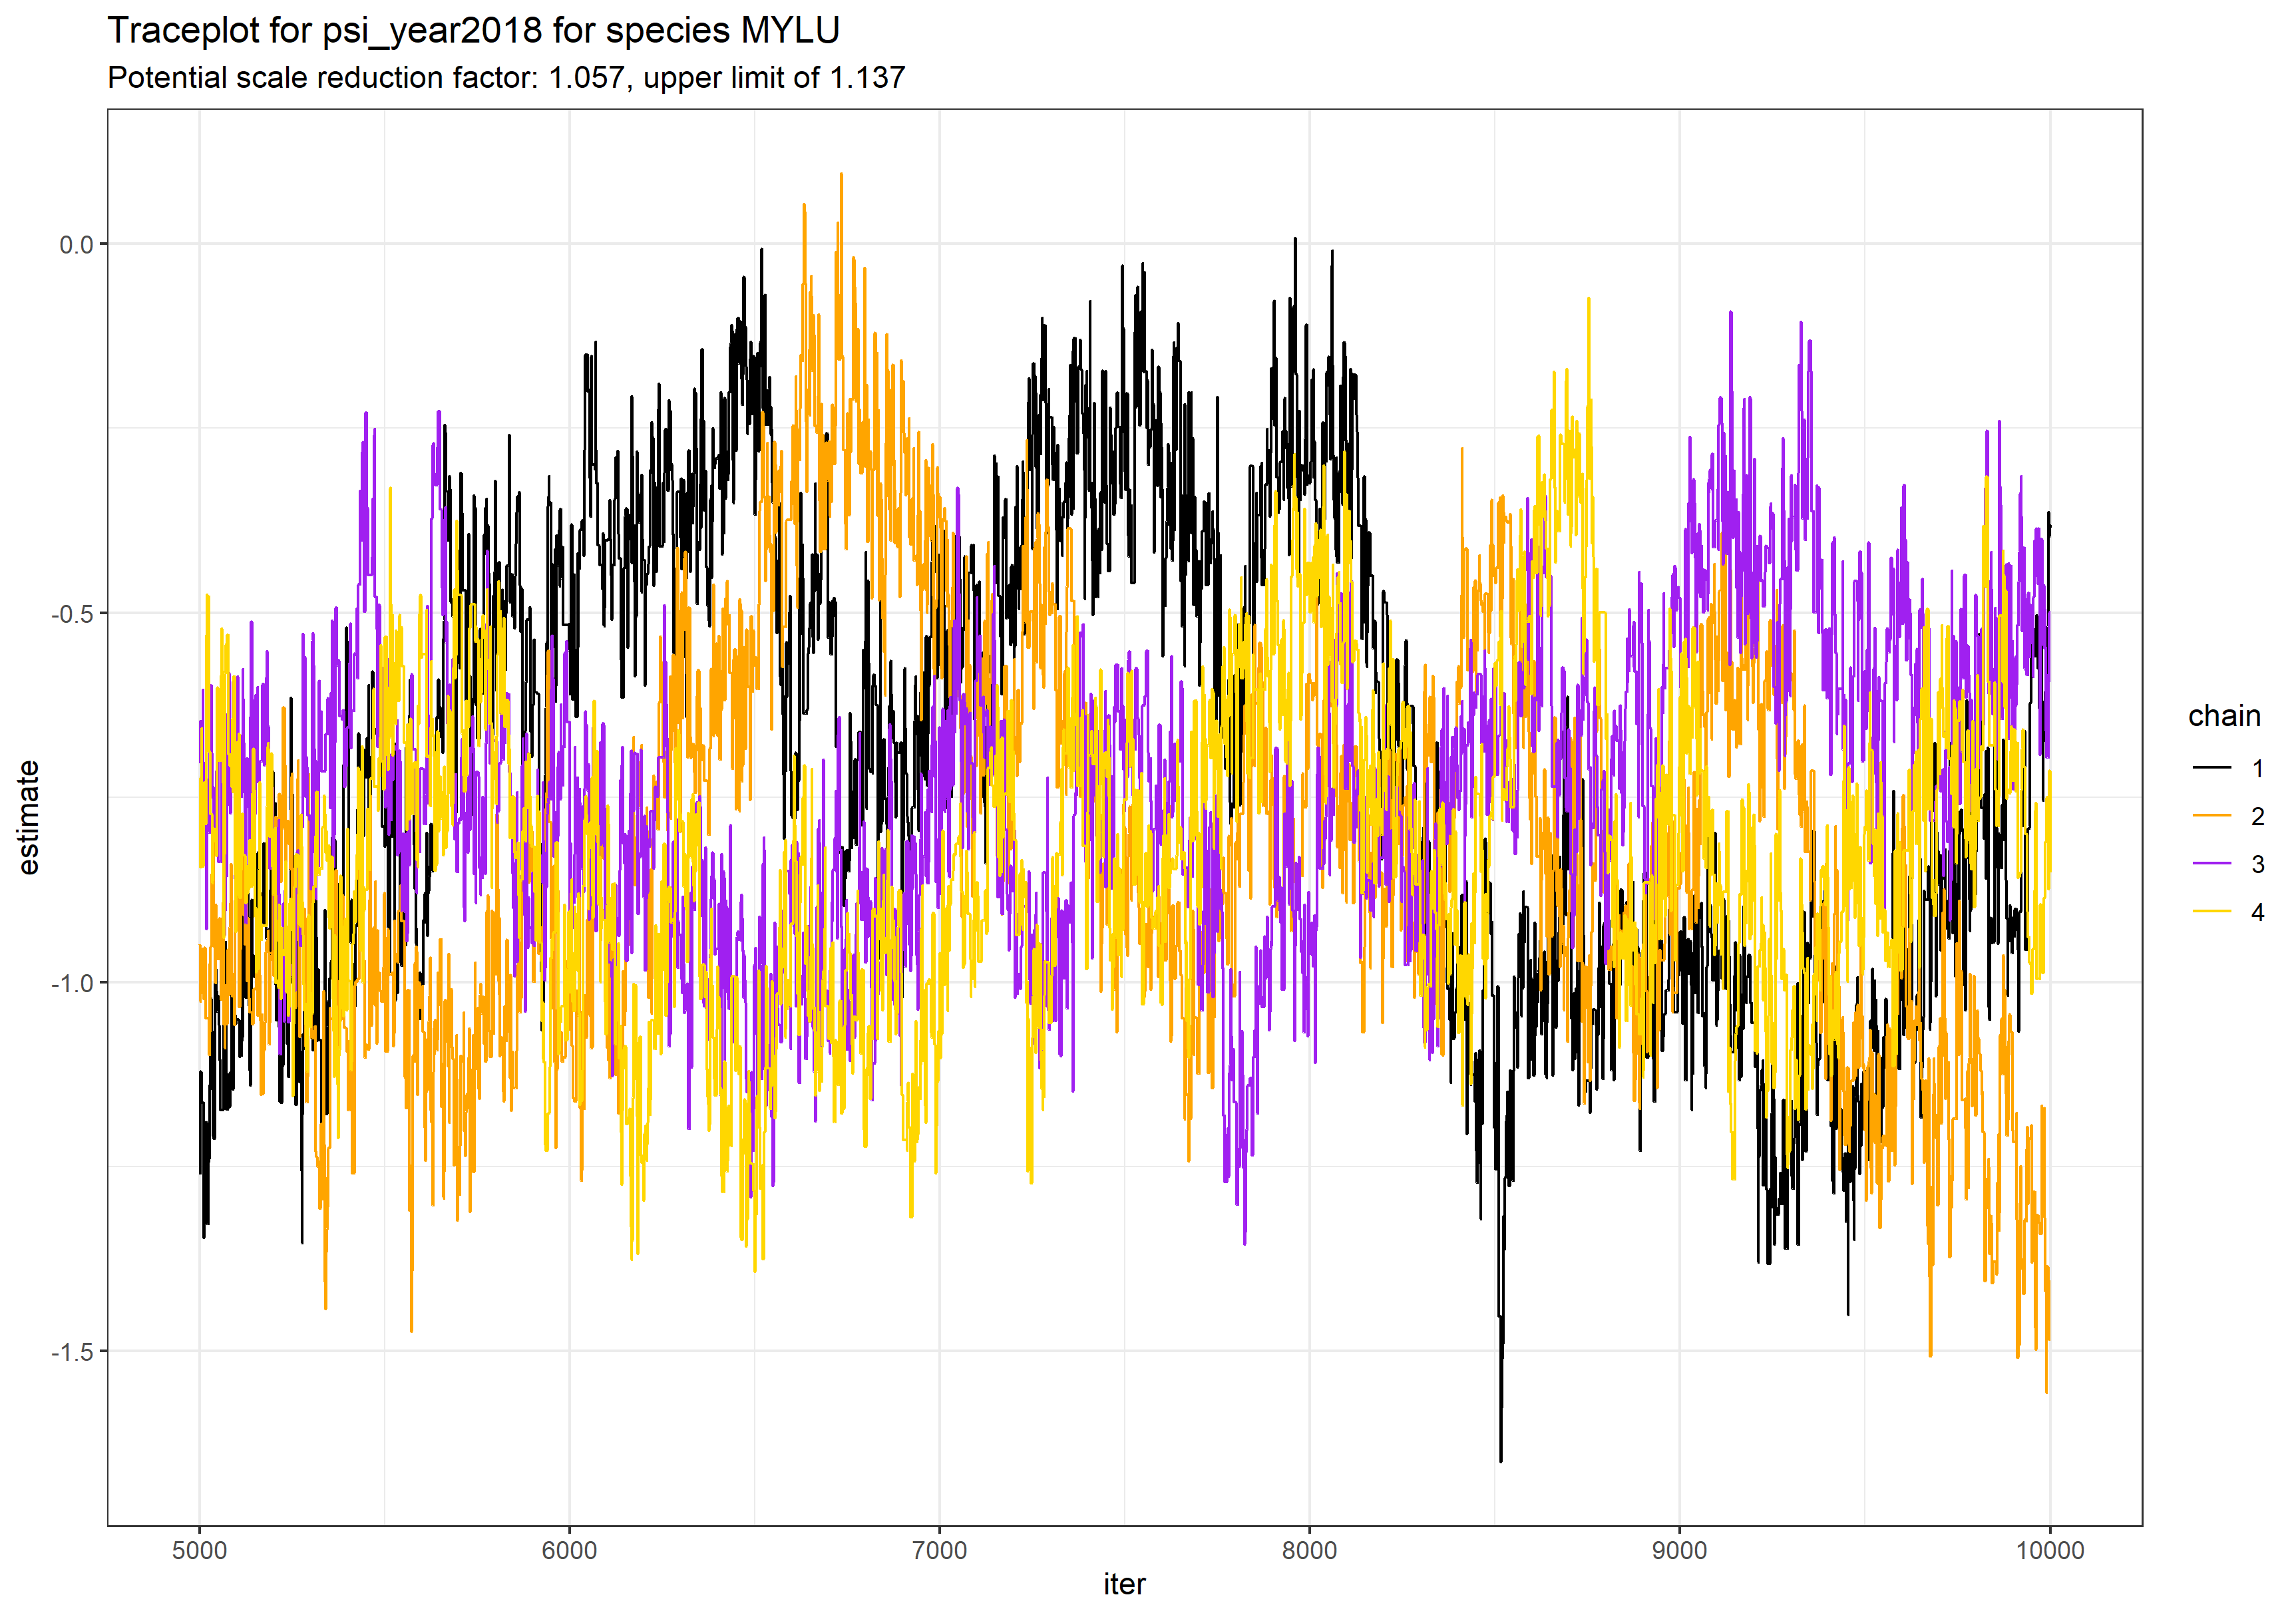 Traceplot for psi_year2018 for species MYLU
Potential scale reduction factor: 1.057, upper limit of 1.137
estimate
0.0
-0.5
-1.0
-1.5
5000 6000 7000 8000 9000 10000
iter
chain
1
2
3
4